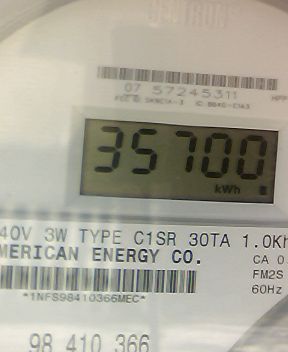 CENTRON
07 57245311
35700
kWh
40V 3W TYPE C1SR 30TA 1.0Kh
MERICAN ENERGY CO.
CA 0.
FM2S
60Hz
*1NFS98410366MEC*
98 410 366